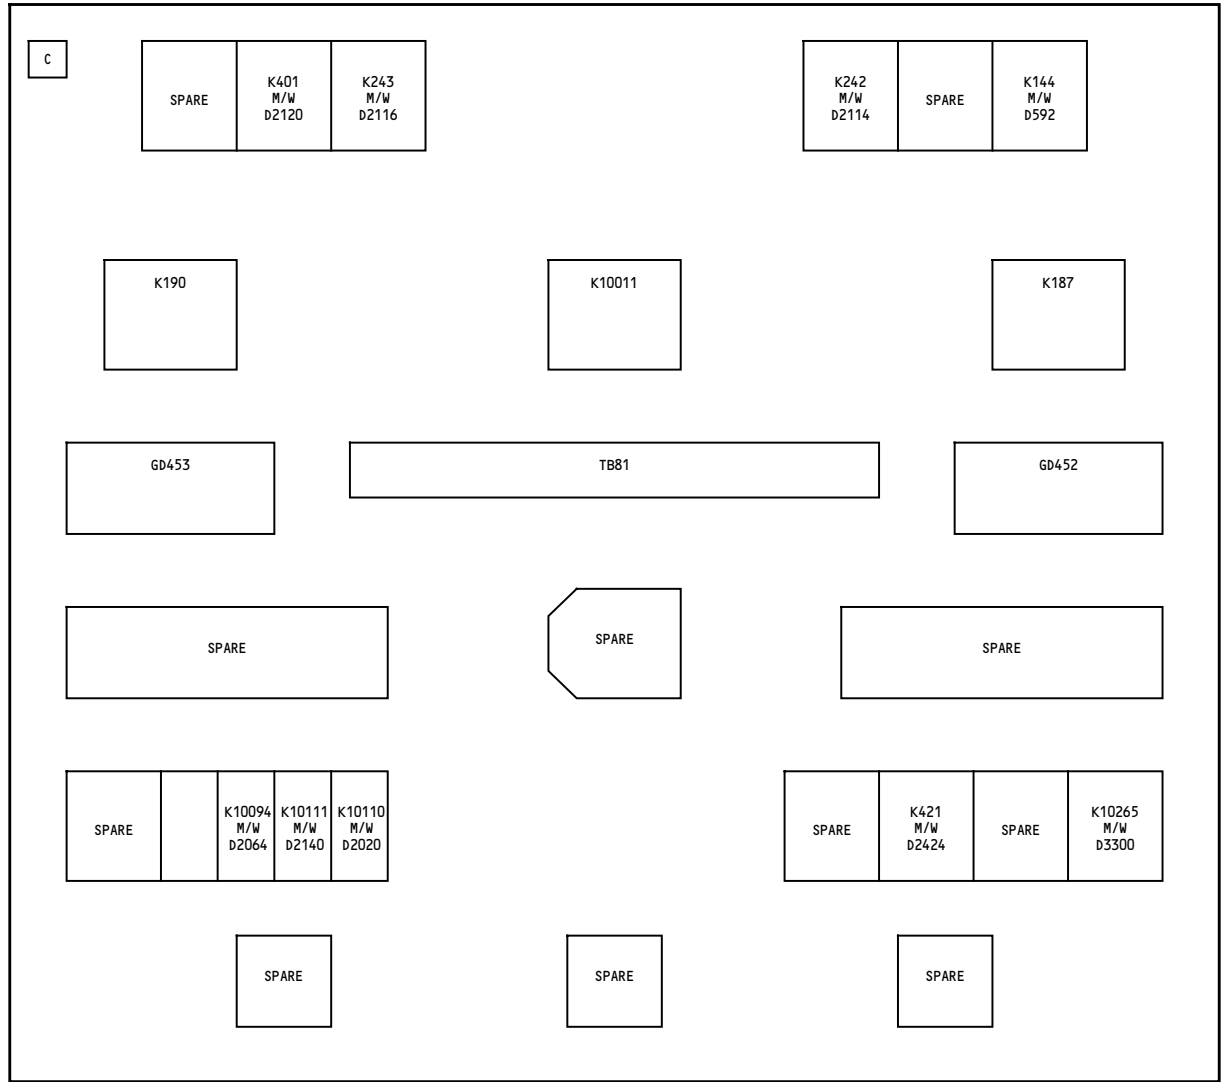 C
SPARE
K401
M/W
D2120
K243
M/W
D2116
K242
M/W
D2114
SPARE
K144
M/W
D592
K190
K10011
K187
GD453
TB81
GD452
SPARE
SPARE
SPARE
SPARE
K10094
M/W
D2064
K10111
M/W
D2140
K10110
M/W
D2020
SPARE
K421
M/W
D2424
SPARE
K10265
M/W
D3300
SPARE
SPARE
SPARE